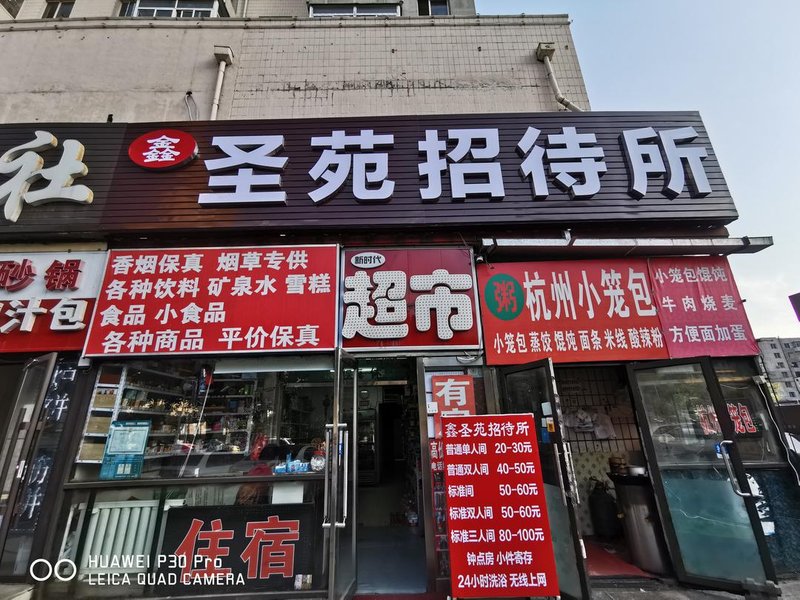 社
鑫 圣苑招待所
砂锅
汁包
香烟保真 烟草专供
各种饮料 矿泉水 雪糕
食品 小食品
各种商品 平价保真
新时代
超市
粥 杭州小笼包
小笼包 蒸饺 馄饨 面条 米线 酸辣粉
小笼包馄饨
牛肉烧麦
方便面加蛋
有
住宿
鑫圣苑招待所
普通单人间 20-30元
普通双人间 40-50元
标准间 50-60元
标准双人间 50-60元
标准三人间 80-100元
钟点房 小件寄存
24小时洗浴 无线上网
杭州小笼包
HUAWEI P30 Pro
LEICA QUAD CAMERA